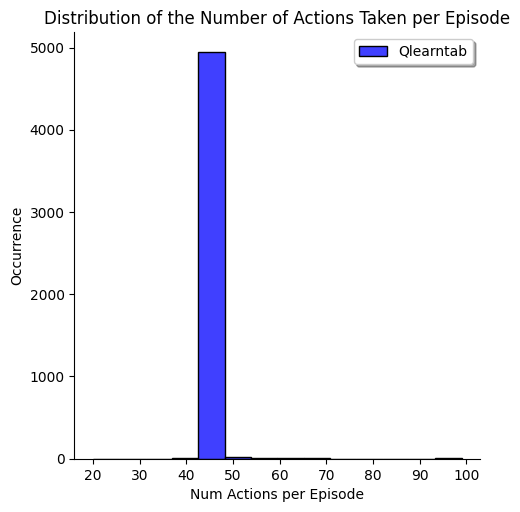 Distribution of the Number of Actions Taken per Episode
Qlearntab
5000
4000
3000
2000
1000
0
Occurrence
20 30 40 50 60 70 80 90 100
Num Actions per Episode